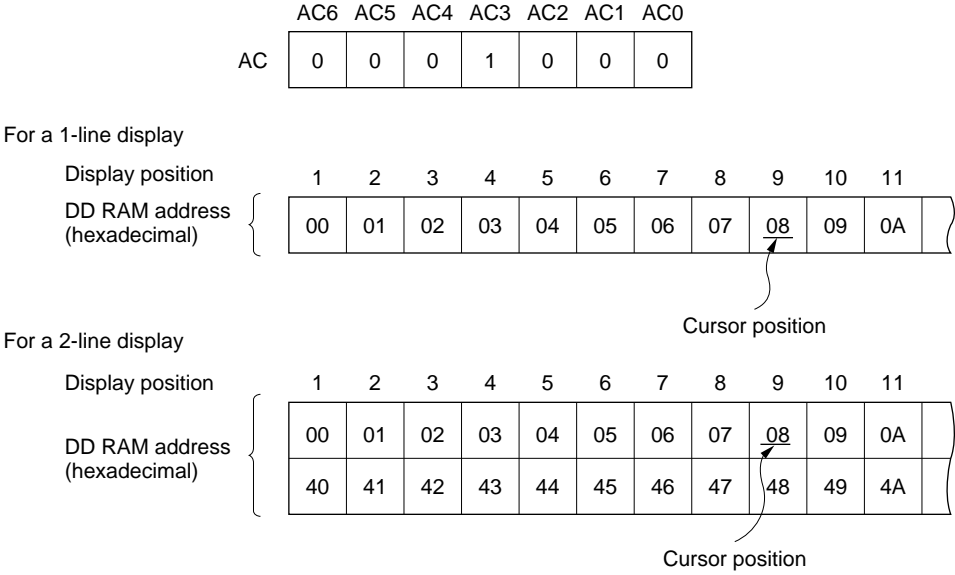 AC6 AC5 AC4 AC3 AC2 AC1 AC0
AC 0 0 0 1 0 0 0
For a 1-line display
Display position 1 2 3 4 5 6 7 8 9 10 11
DD RAM address
(hexadecimal)
00 01 02 03 04 05 06 07 08 09 0A
Cursor position
For a 2-line display
Display position 1 2 3 4 5 6 7 8 9 10 11
00 01 02 03 04 05 06 07 08 09 0A
DD RAM address
(hexadecimal)
40 41 42 43 44 45 46 47 48 49 4A
Cursor position